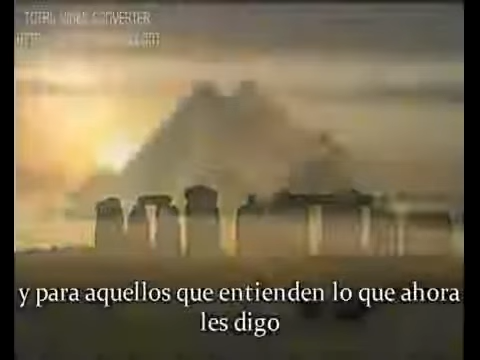 TOTAL VIDEO CONVERTER
y para aquellos que entienden lo que ahora
les digo